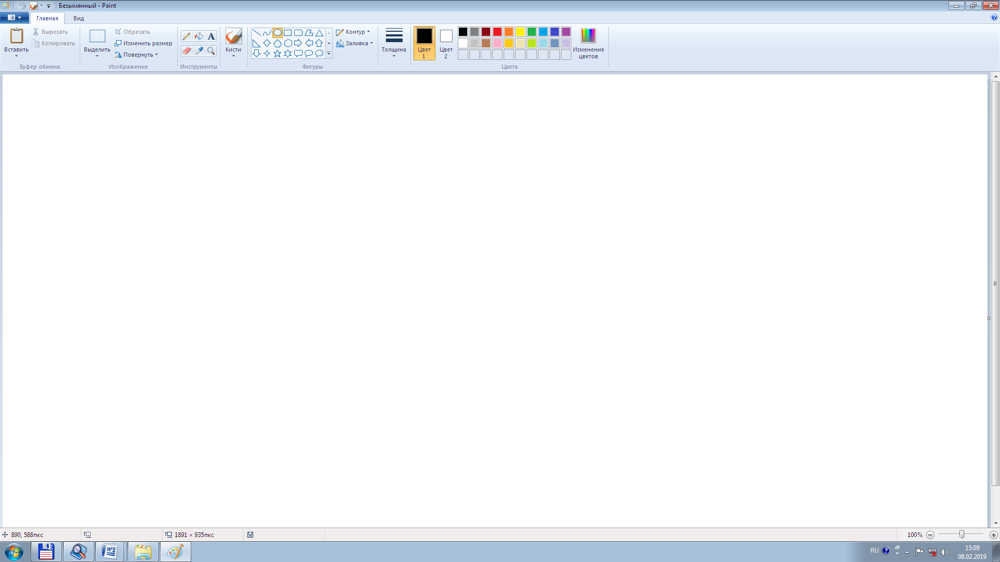 Безымянный - Paint
Главная Вид
Вставить
Вырезать
Копировать
Буфер обмена
Выделить
Обрезать
Изменить размер
Повернуть
Изображение
A
Инструменты
Кисти
Контур
Заливка
Фигуры
Толщина
Цвет 1
Цвет 2
Изменение цветов
Цвета
890, 588пкс
1891 × 935пкс
100%
RU
15:09
08.02.2019